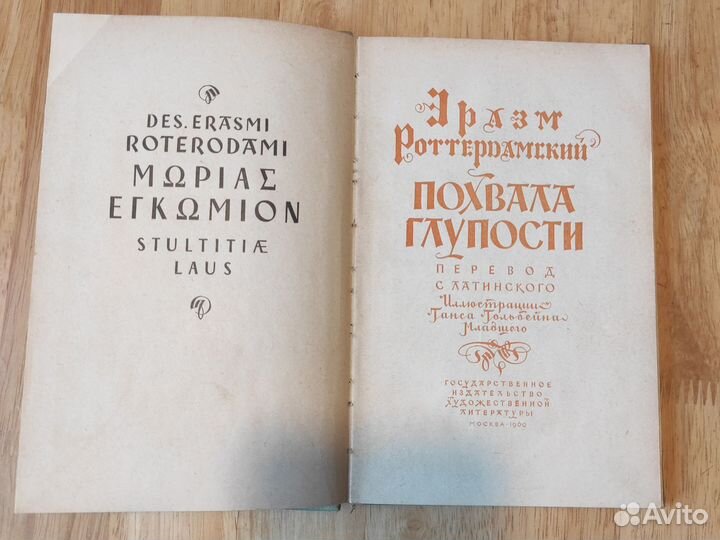 DES. ERASMI
ROTERODAMI
ΜΩΡΙΑΣ
ΕΓΚΩΜΙΟΝ
STULTITIÆ
LAUS
Эразм
Роттердамский
ПОХВАЛА
ГЛУПОСТИ
ПЕРЕВОД
С ЛАТИНСКОГО
Иллюстрации
Ганса Гольбейна
Младшего
ГОСУДАРСТВЕННОЕ
ИЗДАТЕЛЬСТВО
ХУДОЖЕСТВЕННОЙ
ЛИТЕРАТУРЫ
МОСКВА·1960
Avito